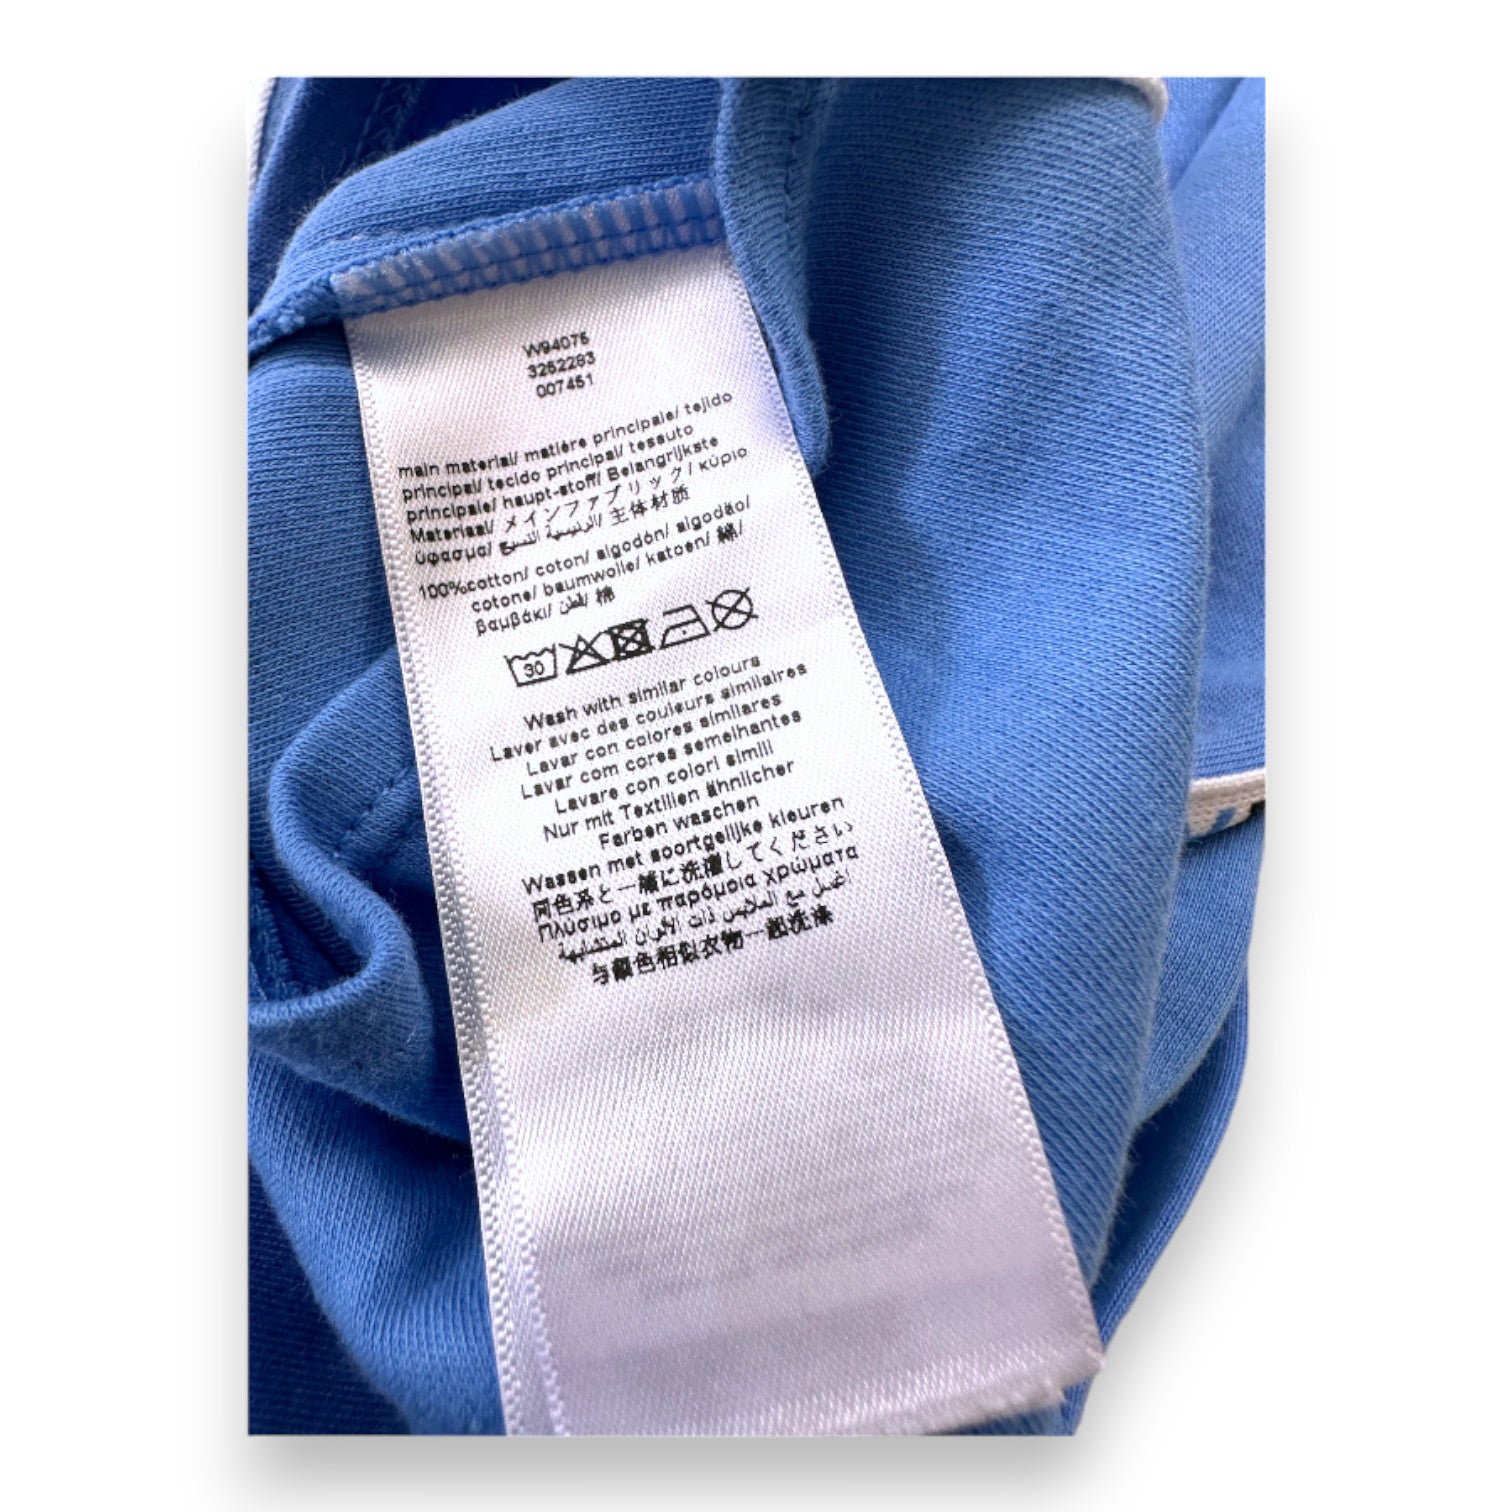 W94075
3252283
007451
main material/ matière principale/ tejido
principal/ tecido principal/ tessuto
principale/ haupt-stoff/ Belangrijkste
Materiaal/ メインファブリック/ κύριο
ύφασμα/ النسيج الرئيسية/ 主体材质
100%cotton/ coton/ algodón/ algodão/
cotone/ baumwolle/ katoen/ 綿/
βαμβάκι/ قطن/ 棉
30
Wash with similar colours
Laver avec des couleurs similaires
Lavar con colores similares
Lavar com cores semelhantes
Lavare con colori simili
Nur mit Textilien ähnlicher
Farben waschen
Wassen met soortgelijke kleuren
同色系と一緒に洗濯してください
Πλύσιμο με παρόμοια χρώματα
اغسل مع الملابس ذات الألوان المتشابهة
与颜色相似衣物一起洗涤